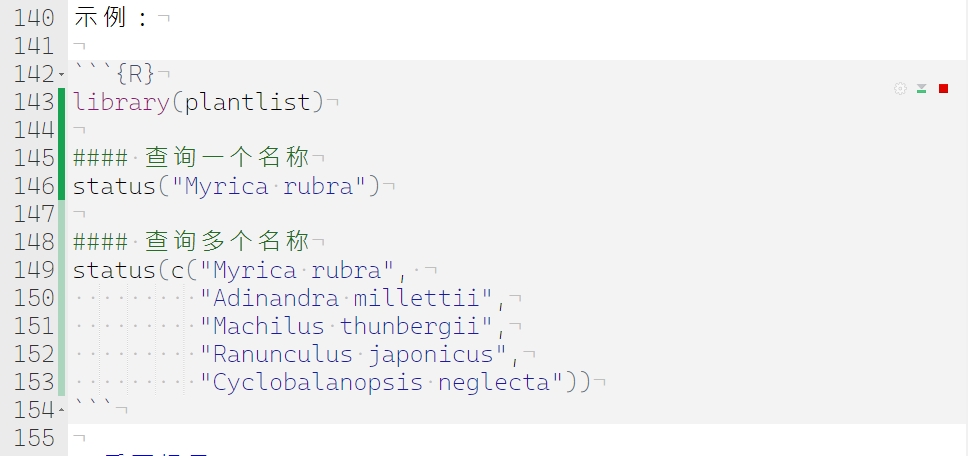 140 示例：
141
142 ```{R}
143 library(plantlist)
144
145 #### 查询一个名称
146 status("Myrica rubra")
147
148 #### 查询多个名称
149 status(c("Myrica rubra",
150          "Adinandra millettii",
151          "Machilus thunbergii",
152          "Ranunculus japonicus",
153          "Cyclobalanopsis neglecta"))
154 ```
155